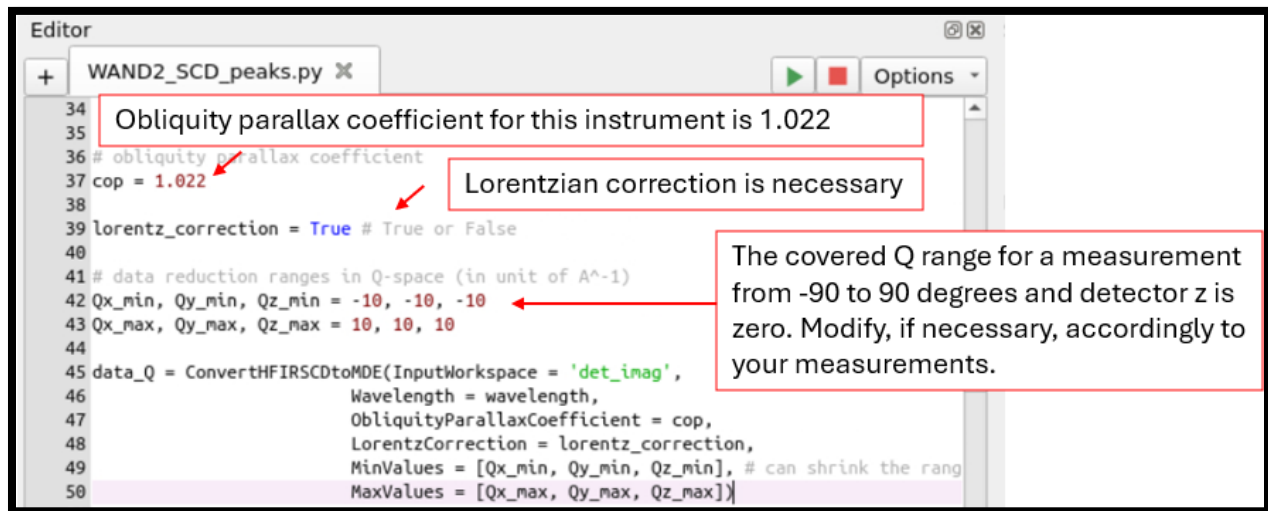 Editor
+ WAND2_SCD_peaks.py Options
34
Obliquity parallax coefficient for this instrument is 1.022
35
36 # obliquity parallax coefficient
37 cop = 1.022
Lorentzian correction is necessary
38
39 lorentz_correction = True # True or False
40
41 # data reduction ranges in Q-space (in unit of A^-1)
42 Qx_min, Qy_min, Qz_min = -10, -10, -10
43 Qx_max, Qy_max, Qz_max = 10, 10, 10
The covered Q range for a measurement
from -90 to 90 degrees and detector z is
zero. Modify, if necessary, accordingly to
your measurements.
44
45 data_Q = ConvertHFIRSCDtoMDE(InputWorkspace = 'det_imag',
46 Wavelength = wavelength,
47 ObliquityParallaxCoefficient = cop,
48 LorentzCorrection = lorentz_correction,
49 MinValues = [Qx_min, Qy_min, Qz_min], # can shrink the rang
50 MaxValues = [Qx_max, Qy_max, Qz_max])